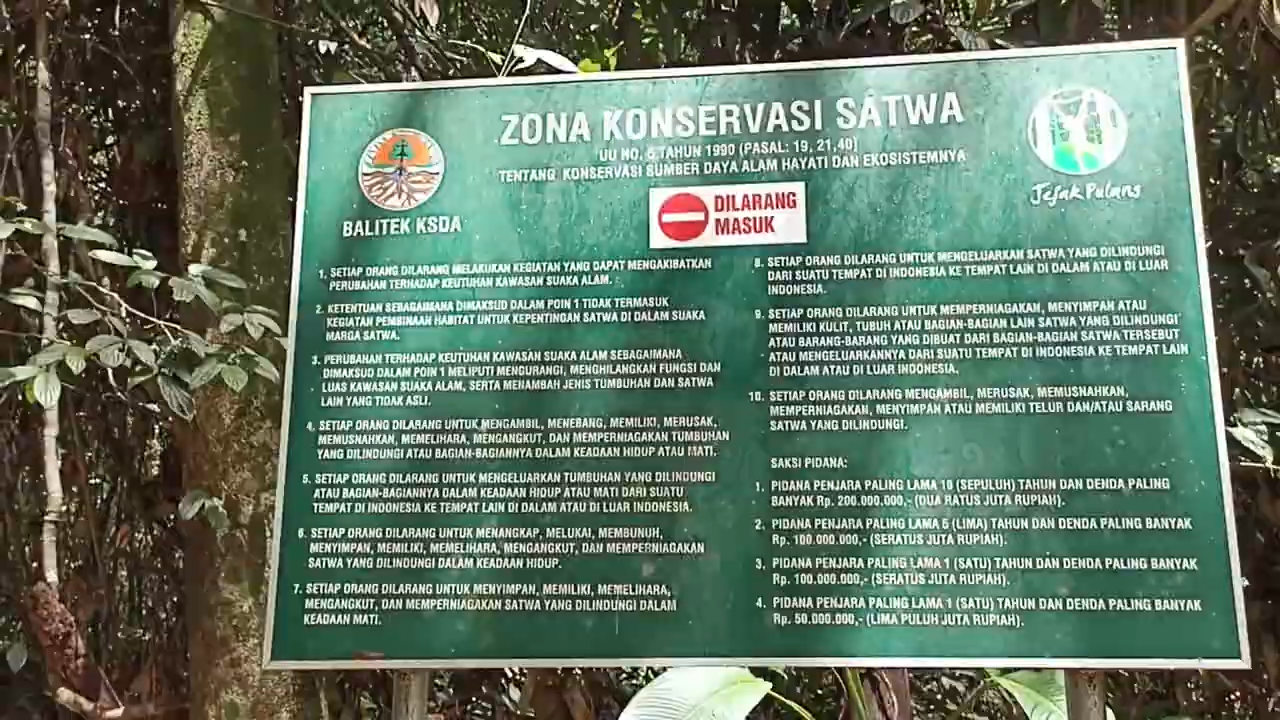 ZONA KONSERVASI SATWA
UU NO. 5 TAHUN 1990 (PASAL: 19, 21,40)
TENTANG KONSERVASI SUMBER DAYA ALAM HAYATI DAN EKOSISTEMNYA
BALITEK KSDA
DILARANG
MASUK
Jejak Pulang
1. SETIAP ORANG DILARANG MELAKUKAN KEGIATAN YANG DAPAT MENGAKIBATKAN
PERUBAHAN TERHADAP KEUTUHAN KAWASAN SUAKA ALAM.
2. KETENTUAN SEBAGAIMANA DIMAKSUD DALAM POIN 1 TIDAK TERMASUK
KEGIATAN PEMBINAAN HABITAT UNTUK KEPENTINGAN SATWA DI DALAM SUAKA
MARGA SATWA.
3. PERUBAHAN TERHADAP KEUTUHAN KAWASAN SUAKA ALAM SEBAGAIMANA
DIMAKSUD DALAM POIN 1 MELIPUTI MENGURANGI, MENGHILANGKAN FUNGSI DAN
LUAS KAWASAN SUAKA ALAM, SERTA MENAMBAH JENIS TUMBUHAN DAN SATWA
LAIN YANG TIDAK ASLI.
4. SETIAP ORANG DILARANG UNTUK MENGAMBIL, MENEBANG, MEMILIKI, MERUSAK,
MEMUSNAHKAN, MEMELIHARA, MENGANGKUT, DAN MEMPERNIAGAKAN TUMBUHAN
YANG DILINDUNGI ATAU BAGIAN-BAGIANNYA DALAM KEADAAN HIDUP ATAU MATI.
5. SETIAP ORANG DILARANG UNTUK MENGELUARKAN TUMBUHAN YANG DILINDUNGI
ATAU BAGIAN-BAGIANNYA DALAM KEADAAN HIDUP ATAU MATI DARI SUATU
TEMPAT DI INDONESIA KE TEMPAT LAIN DI DALAM ATAU DI LUAR INDONESIA.
6. SETIAP ORANG DILARANG UNTUK MENANGKAP, MELUKAI, MEMBUNUH,
MENYIMPAN, MEMILIKI, MEMELIHARA, MENGANGKUT, DAN MEMPERNIAGAKAN
SATWA YANG DILINDUNGI DALAM KEADAAN HIDUP.
7. SETIAP ORANG DILARANG UNTUK MENYIMPAN, MEMILIKI, MEMELIHARA,
MENGANGKUT, DAN MEMPERNIAGAKAN SATWA YANG DILINDUNGI DALAM
KEADAAN MATI.
8. SETIAP ORANG DILARANG UNTUK MENGELUARKAN SATWA YANG DILINDUNGI
DARI SUATU TEMPAT DI INDONESIA KE TEMPAT LAIN DI DALAM ATAU DI LUAR
INDONESIA.
9. SETIAP ORANG DILARANG UNTUK MEMPERNIAGAKAN, MENYIMPAN ATAU
MEMILIKI KULIT, TUBUH ATAU BAGIAN-BAGIAN LAIN SATWA YANG DILINDUNGI
ATAU BARANG-BARANG YANG DIBUAT DARI BAGIAN-BAGIAN SATWA TERSEBUT
ATAU MENGELUARKANNYA DARI SUATU TEMPAT DI INDONESIA KE TEMPAT LAIN
DI DALAM ATAU DI LUAR INDONESIA.
10. SETIAP ORANG DILARANG MENGAMBIL, MERUSAK, MEMUSNAHKAN,
MEMPERNIAGAKAN, MENYIMPAN ATAU MEMILIKI TELUR DAN/ATAU SARANG
SATWA YANG DILINDUNGI.
SAKSI PIDANA:
1. PIDANA PENJARA PALING LAMA 10 (SEPULUH) TAHUN DAN DENDA PALING
BANYAK Rp. 200.000.000,- (DUA RATUS JUTA RUPIAH).
2. PIDANA PENJARA PALING LAMA 5 (LIMA) TAHUN DAN DENDA PALING BANYAK
Rp. 100.000.000,- (SERATUS JUTA RUPIAH).
3. PIDANA PENJARA PALING LAMA 1 (SATU) TAHUN DAN DENDA PALING BANYAK
Rp. 100.000.000,- (SERATUS JUTA RUPIAH).
4. PIDANA PENJARA PALING LAMA 1 (SATU) TAHUN DAN DENDA PALING BANYAK
Rp. 50.000.000,- (LIMA PULUH JUTA RUPIAH).